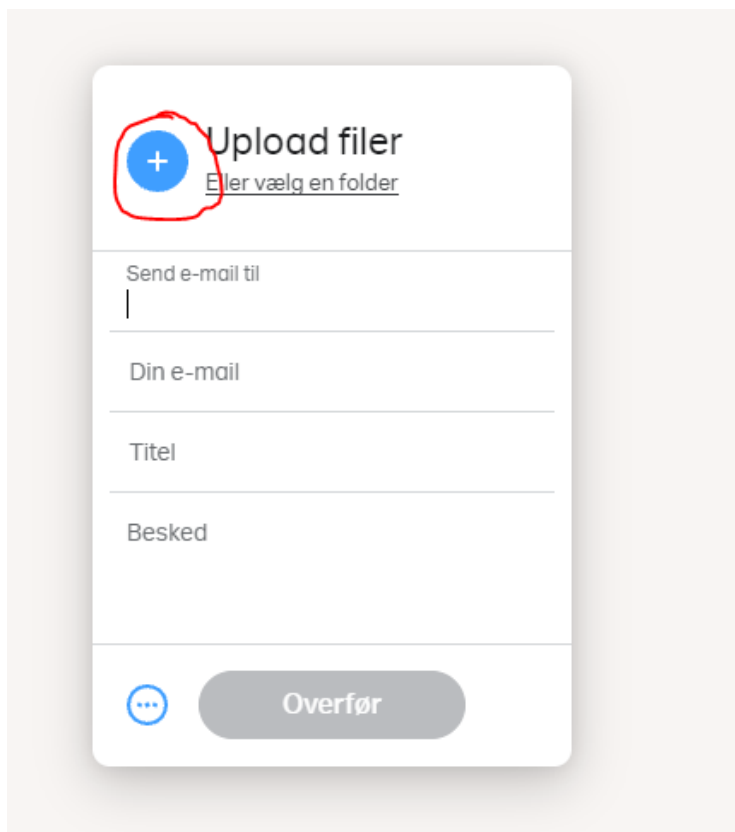 Upload filer
Eller vælg en folder
Send e-mail til
Din e-mail
Titel
Besked
Overfør